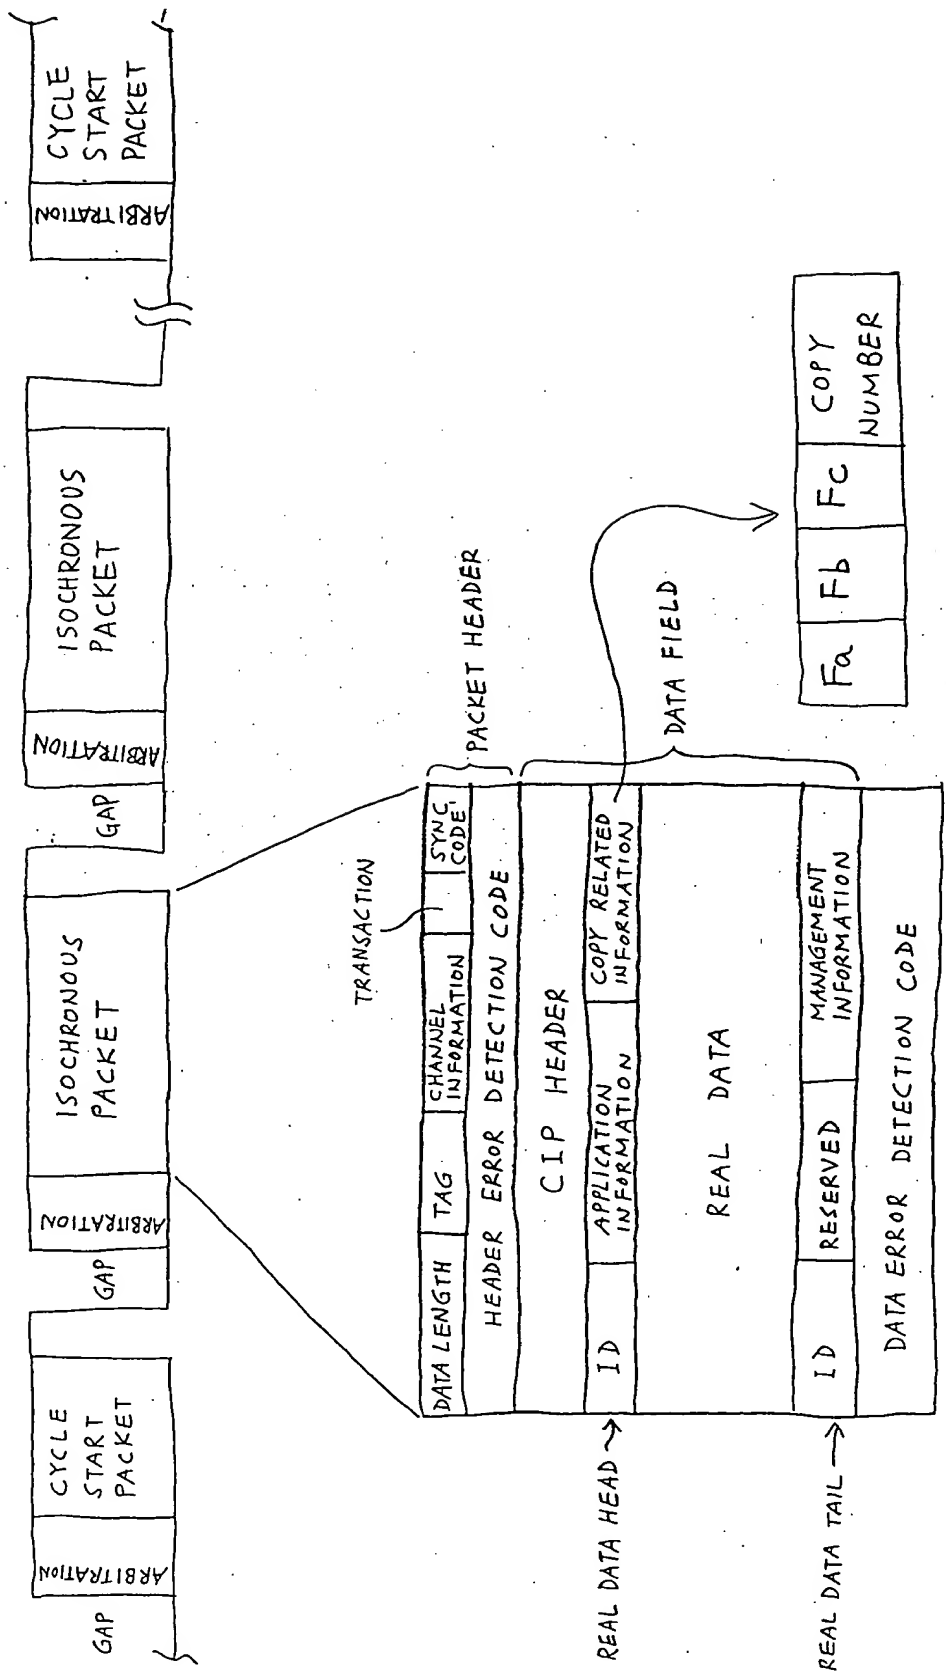 GAP
ARBITRATION
CYCLE
START
PACKET
GAP
ARBITRATION
ISOCHRONOUS
PACKET
GAP
ARBITRATION
ISOCHRONOUS
PACKET
ARBITRATION
CYCLE
START
PACKET
TRANSACTION
DATA LENGTH
TAG
CHANNEL
INFORMATION
SYNC
CODE
PACKET HEADER
HEADER ERROR DETECTION CODE
CIP HEADER
REAL DATA HEAD
ID
APPLICATION
INFORMATION
COPY RELATED
INFORMATION
DATA FIELD
REAL DATA
REAL DATA TAIL
ID
RESERVED
MANAGEMENT
INFORMATION
DATA ERROR DETECTION CODE
Fa
Fb
Fc
COPY
NUMBER